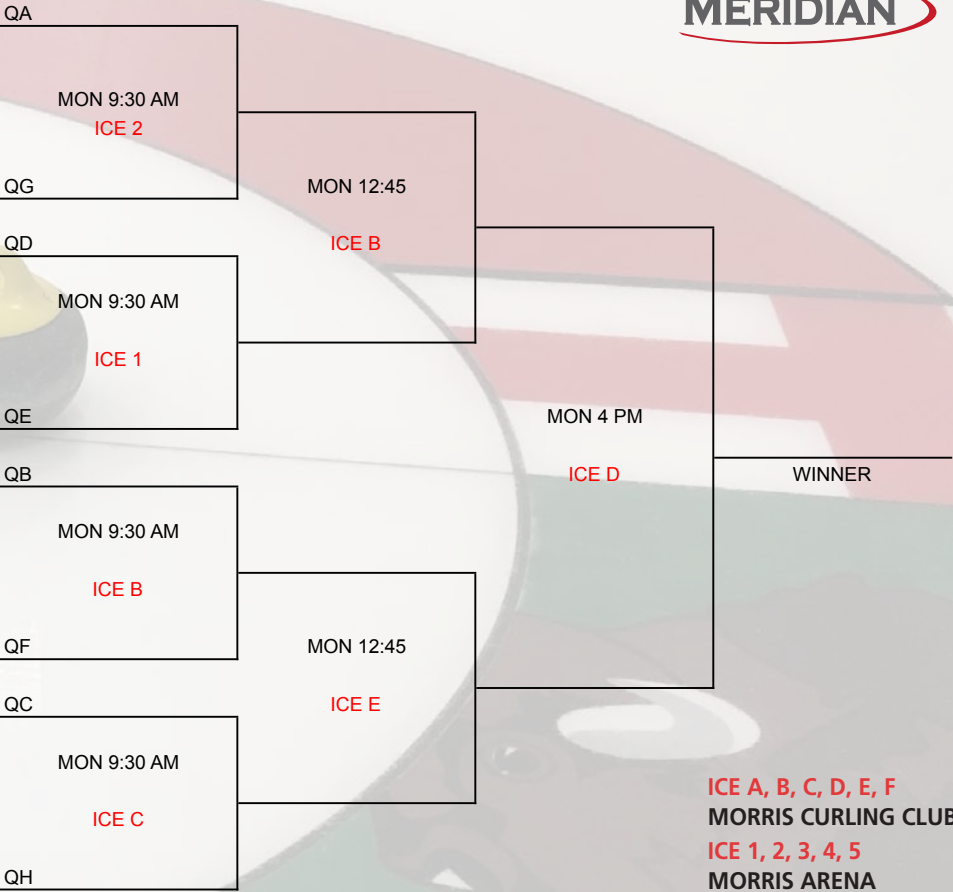 QA
MERIDIAN
MON 9:30 AM
ICE 2
QG
MON 12:45
QD
ICE B
MON 9:30 AM
ICE 1
QE
MON 4 PM
QB
ICE D
WINNER
MON 9:30 AM
ICE B
QF
MON 12:45
QC
ICE E
MON 9:30 AM
ICE C
QH
ICE A, B, C, D, E, F
MORRIS CURLING CLUB
ICE 1, 2, 3, 4, 5
MORRIS ARENA